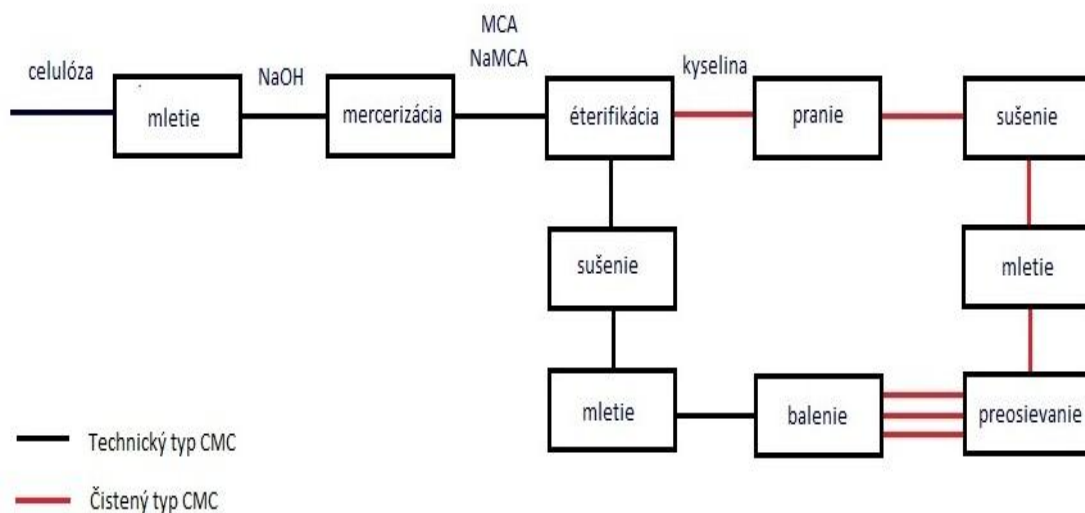 celulóza
mletie
NaOH
mercerizácia
MCA
NaMCA
éterifikácia
kyselina
pranie
sušenie
sušenie
mletie
mletie
balenie
preosievanie
Technický typ CMC
Čistený typ CMC